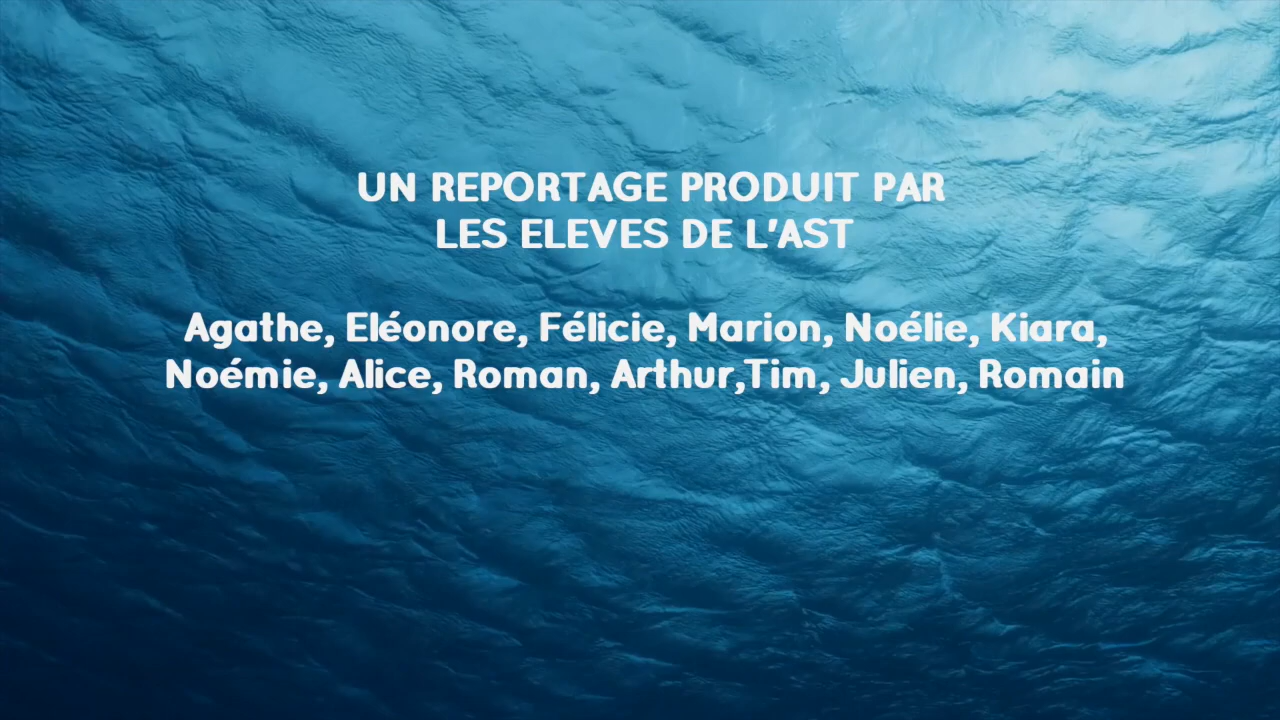 UN REPORTAGE PRODUIT PAR
LES ELEVES DE L'AST
Agathe, Eléonore, Félicie, Marion, Noélie, Kiara,
Noémie, Alice, Roman, Arthur,Tim, Julien, Romain